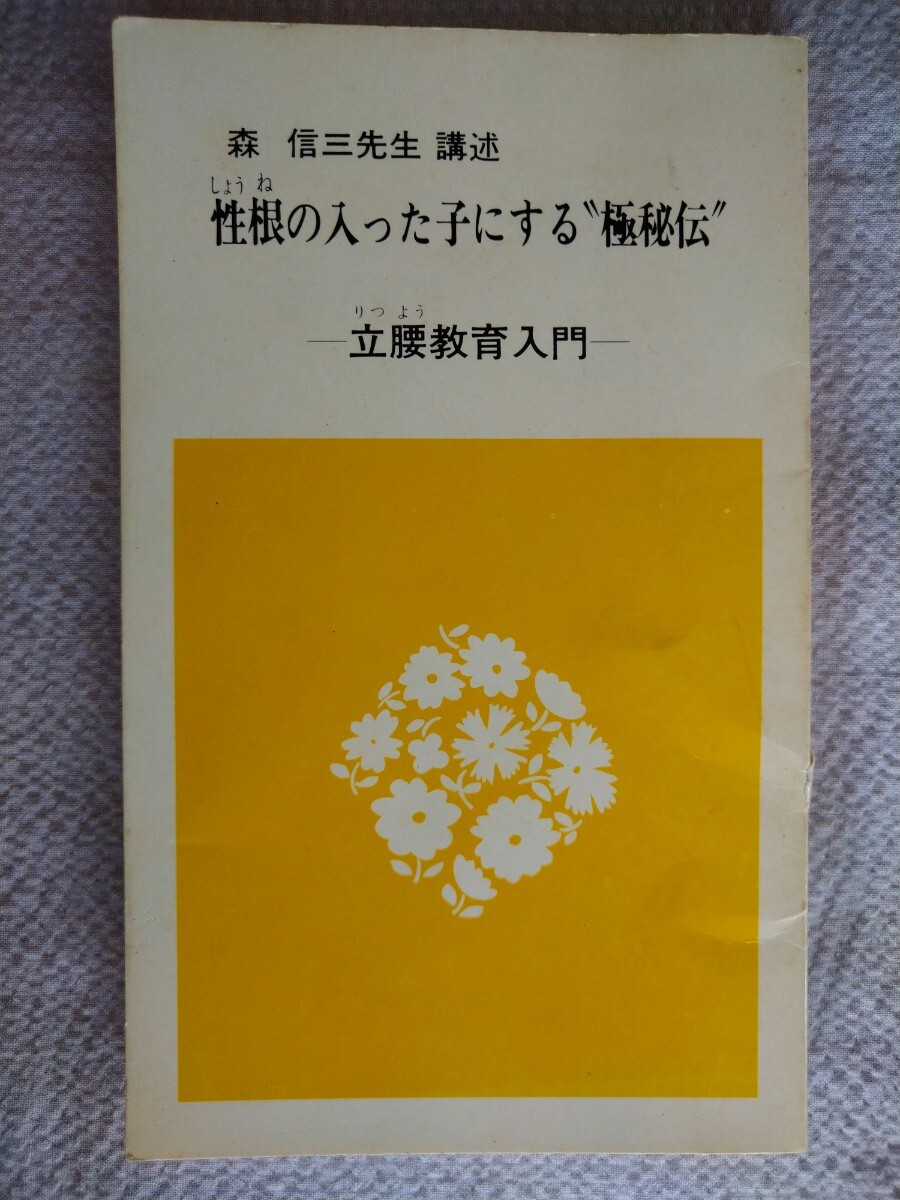 森 信三先生 講述
しょう ね
性根の入った子にする〝極秘伝〟
りつ よう
―立腰教育入門―